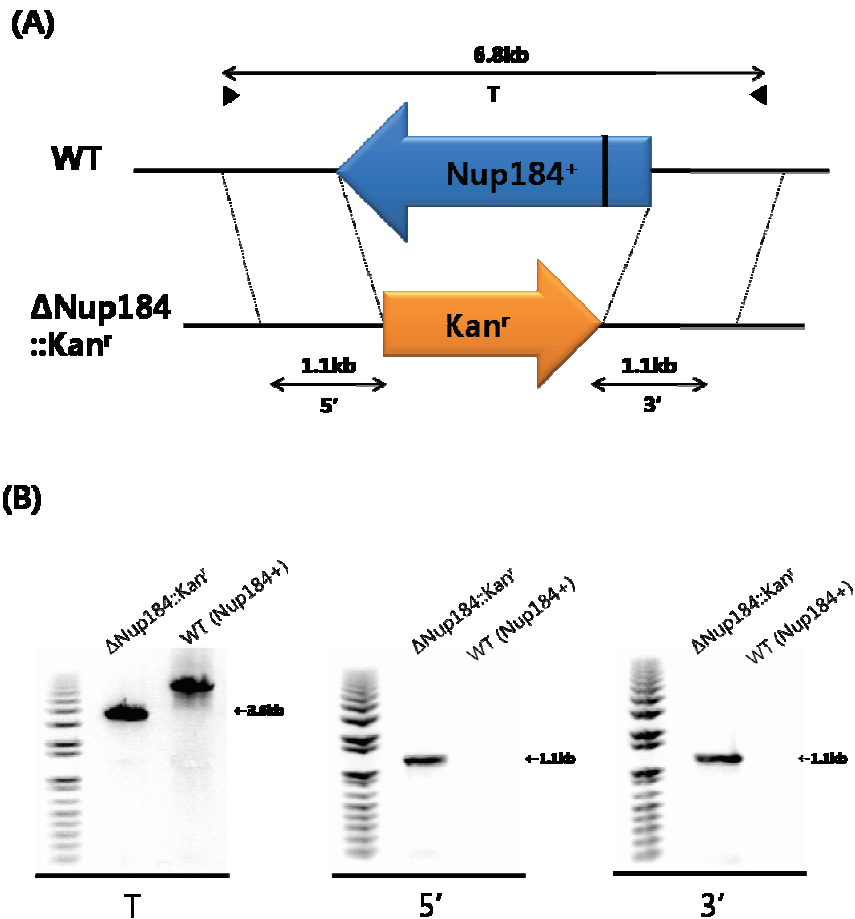 (A)
6.8kb
T
WT
Nup184⁺
ΔNup184
::Kanʳ
Kanʳ
1.1kb
1.1kb
5′
3′
(B)
ΔNup184::Kanʳ
WT (Nup184+)
ΔNup184::Kanʳ
WT (Nup184+)
ΔNup184::Kanʳ
WT (Nup184+)
←1.1kb
←1.1kb
T
5′
3′